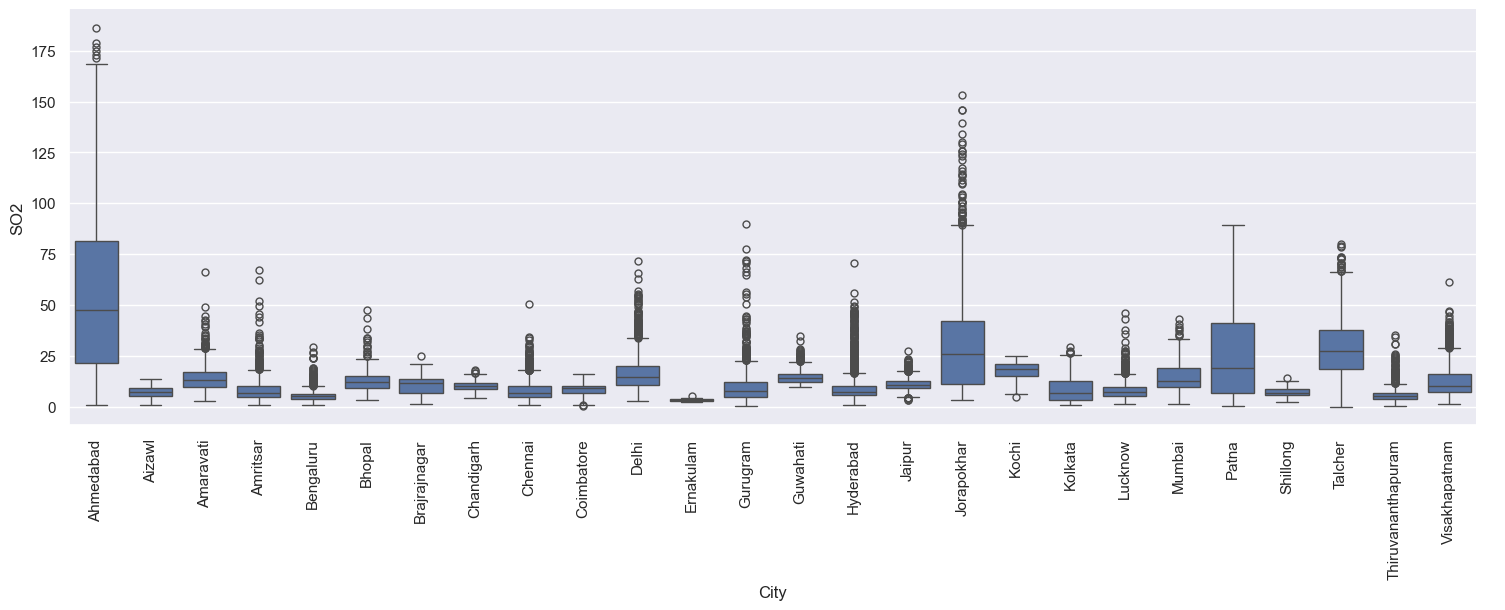 SO2
175
150
125
100
75
50
25
0
Ahmedabad
Aizawl
Amaravati
Amritsar
Bengaluru
Bhopal
Brajrajnagar
Chandigarh
Chennai
Coimbatore
Delhi
Ernakulam
Gurugram
Guwahati
Hyderabad
Jaipur
Jorapokhar
Kochi
Kolkata
Lucknow
Mumbai
Patna
Shillong
Talcher
Thiruvananthapuram
Visakhapatnam
City